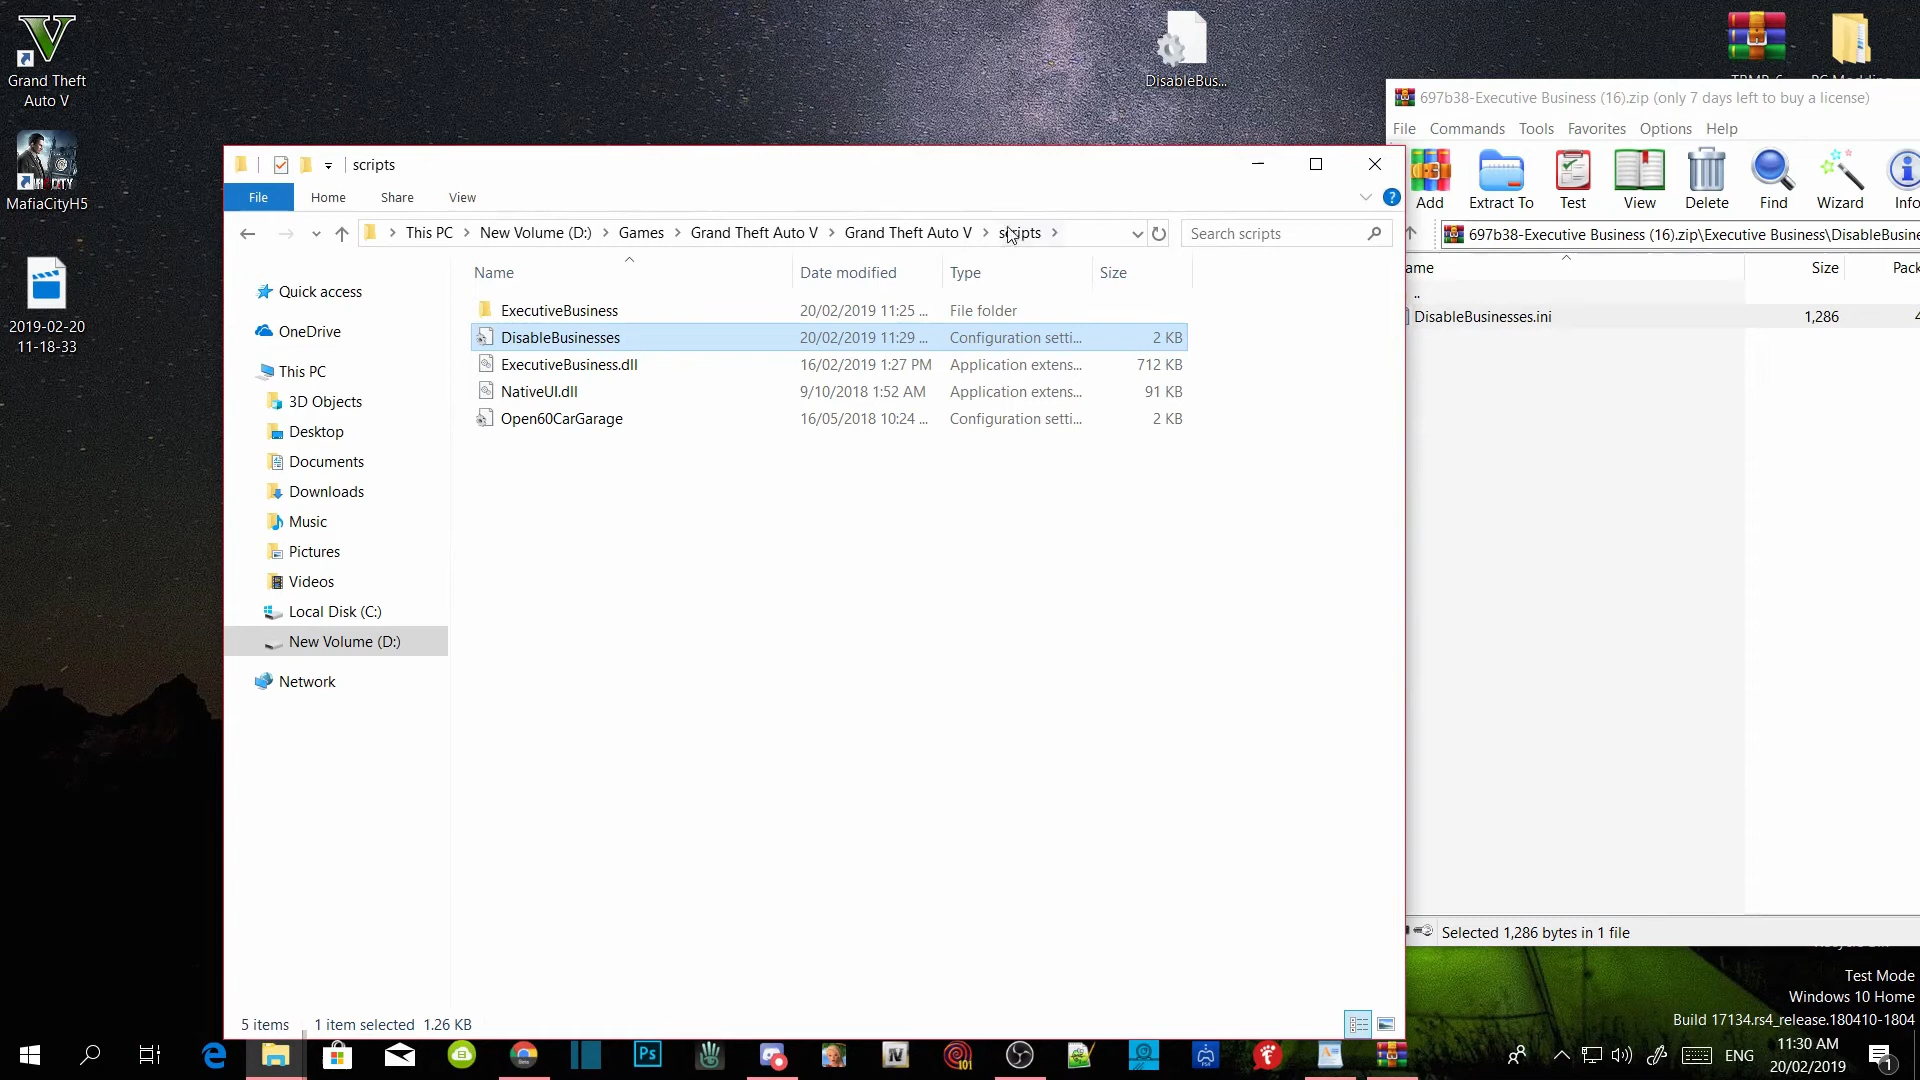 Grand Theft
Auto V
MafiaCityH5
2019-02-20
11-18-33
DisableBus...
697b38-Executive Business (16).zip (only 7 days left to buy a license)
File Commands Tools Favorites Options Help
Add Extract To Test View Delete Find Wizard Info
697b38-Executive Business (16).zip\Executive Business\DisableBusine
Size Pack
..
DisableBusinesses.ini 1,286
Selected 1,286 bytes in 1 file
scripts
File Home Share View
This PC New Volume (D:) Games Grand Theft Auto V Grand Theft Auto V scripts
Search scripts
Name Date modified Type Size
ExecutiveBusiness 20/02/2019 11:25 ... File folder
DisableBusinesses 20/02/2019 11:29 ... Configuration setti... 2 KB
ExecutiveBusiness.dll 16/02/2019 1:27 PM Application extens... 712 KB
NativeUI.dll 9/10/2018 1:52 AM Application extens... 91 KB
Open60CarGarage 16/05/2018 10:24 ... Configuration setti... 2 KB
Quick access
OneDrive
This PC
3D Objects
Desktop
Documents
Downloads
Music
Pictures
Videos
Local Disk (C:)
New Volume (D:)
Network
5 items 1 item selected 1.26 KB
Test Mode
Windows 10 Home
Build 17134.rs4_release.180410-1804
Ps
IV
101
ENG
11:30 AM
20/02/2019
1